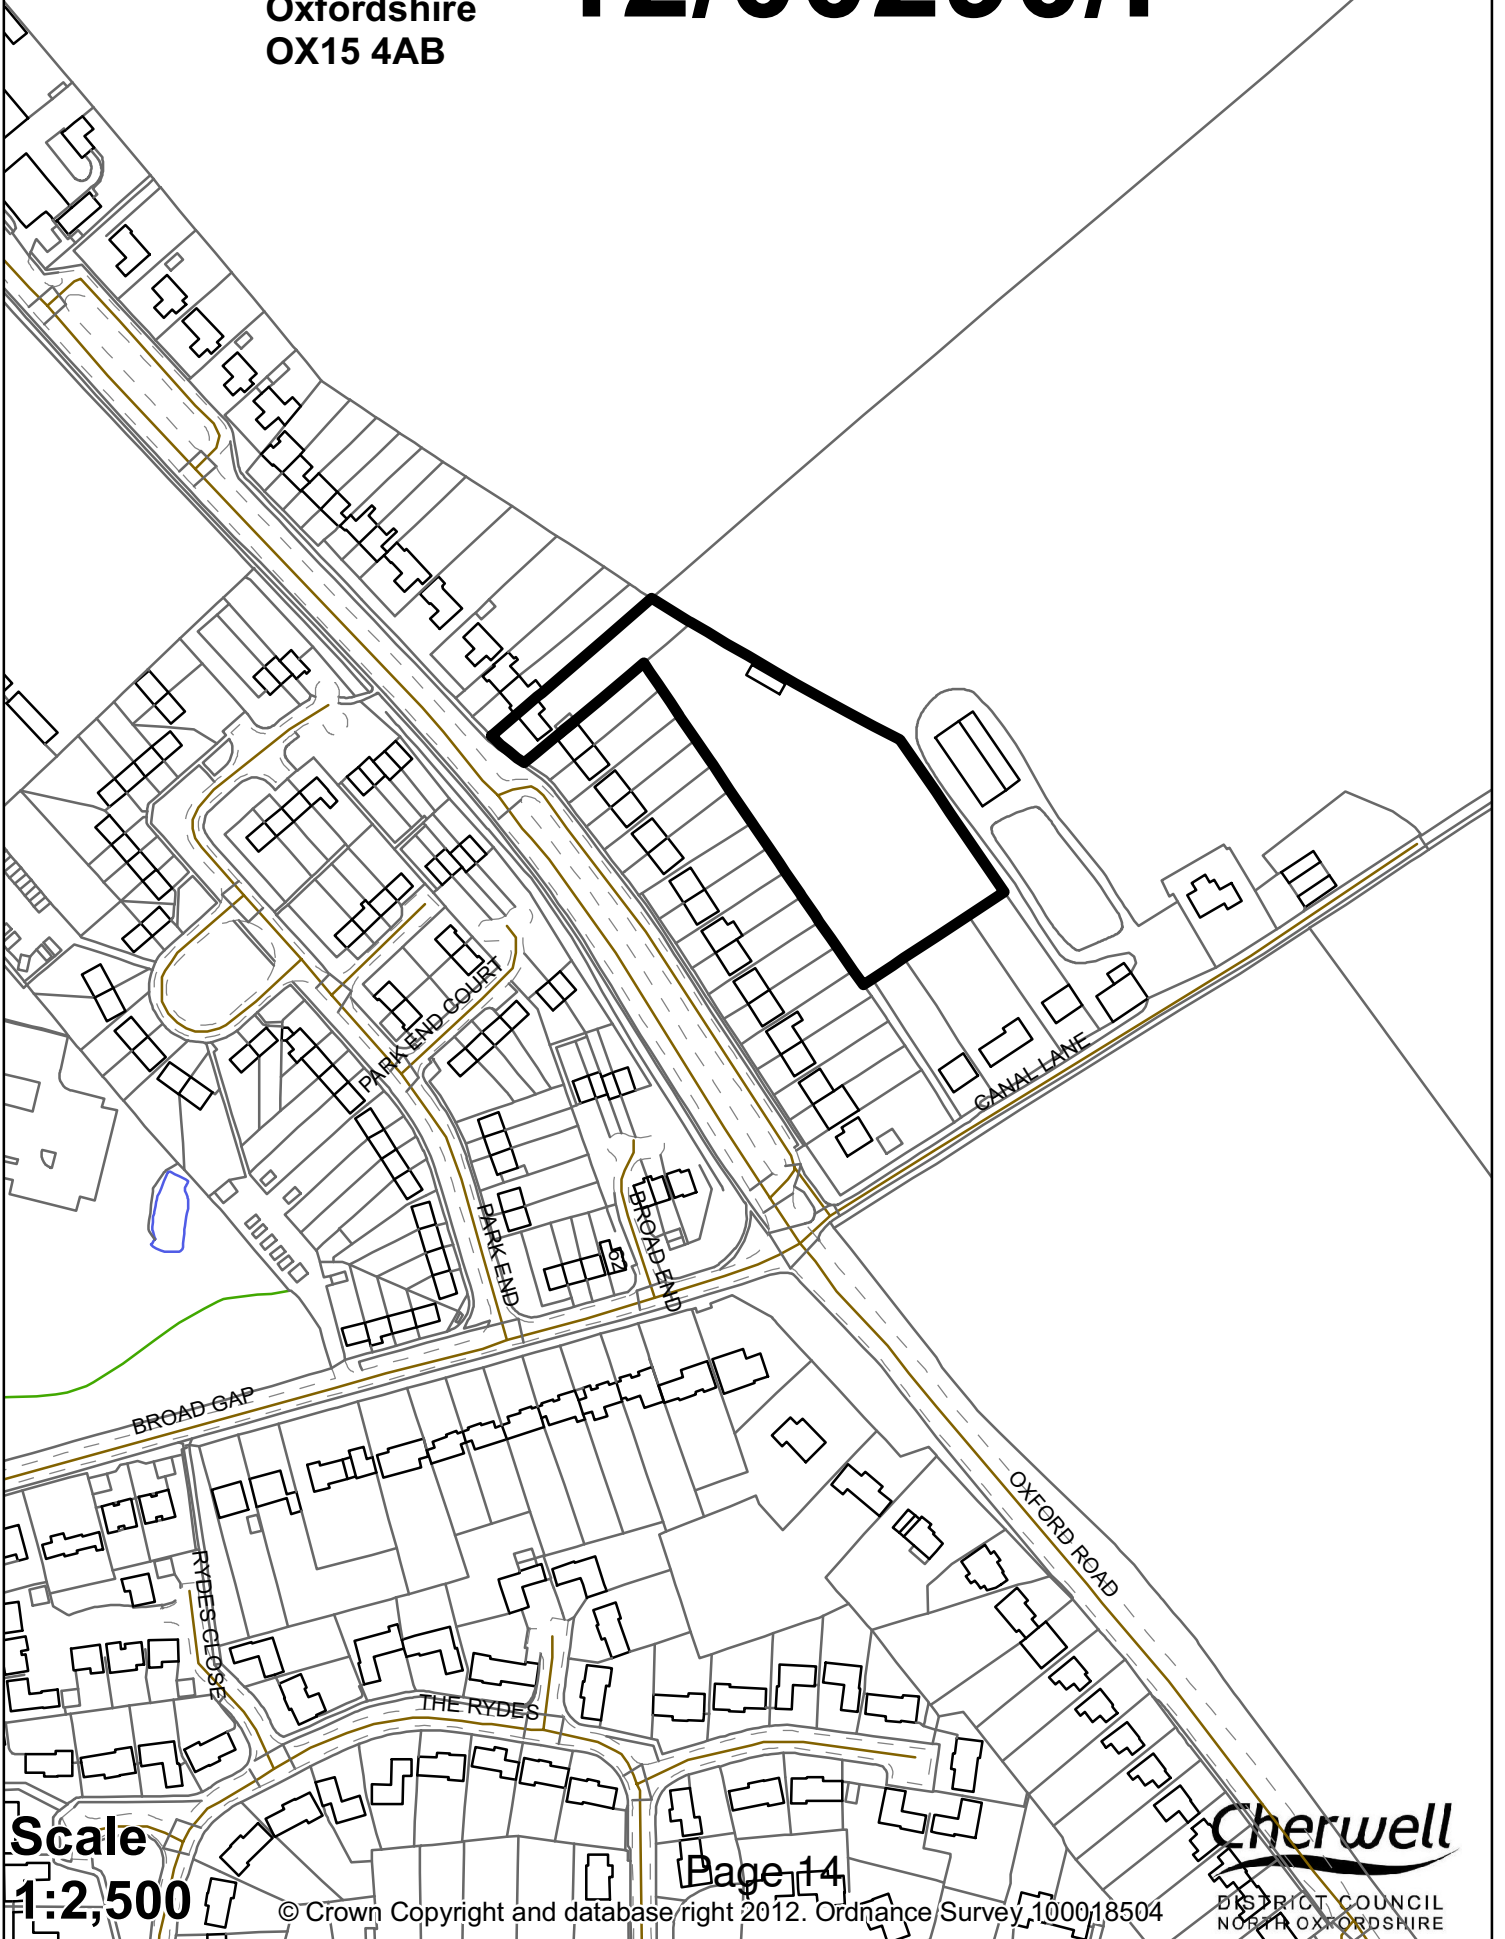 Oxfordshire
OX15 4AB
PARK END COURT
CANAL LANE
PARK END
BROAD END
62
BROAD GAP
OXFORD ROAD
RYDES CLOSE
THE RYDES
Scale
1:2,500
Page 14
© Crown Copyright and database right 2012. Ordnance Survey 100018504
Cherwell
DISTRICT COUNCIL
NORTH OXFORDSHIRE